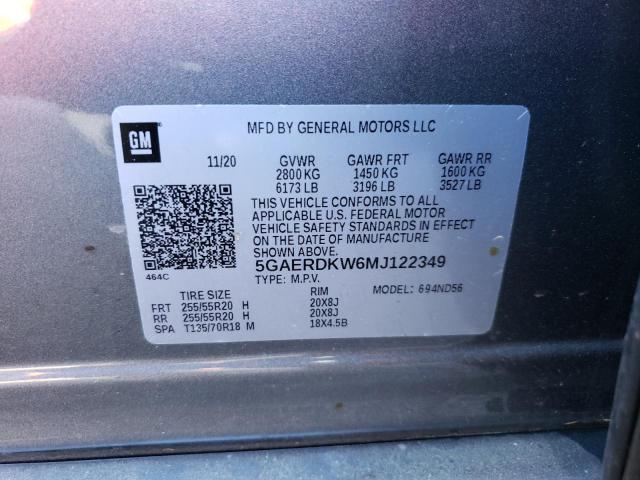 GM
MFD BY GENERAL MOTORS LLC
11/20 GVWR GAWR FRT GAWR RR
2800 KG 1450 KG 1600 KG
6173 LB 3196 LB 3527 LB
THIS VEHICLE CONFORMS TO ALL
APPLICABLE U.S. FEDERAL MOTOR
VEHICLE SAFETY STANDARDS IN EFFECT
ON THE DATE OF MANUFACTURE
SHOWN ABOVE.
464C
5GAERDKW6MJ122349
TYPE: M.P.V. MODEL: 694ND56
TIRE SIZE RIM
FRT 255/55R20 H 20X8J
RR 255/55R20 H 20X8J
SPA T135/70R18 M 18X4.5B